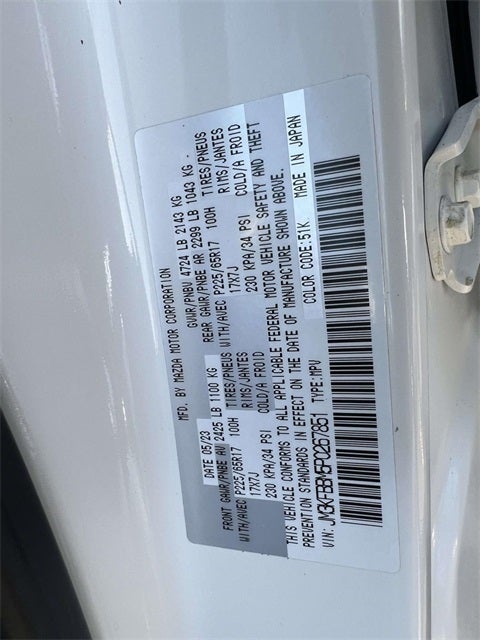 MFD. BY MAZDA MOTOR CORPORATION
DATE 05/23 GVWR/PNBV 4724 LB 2143 KG
FRONT GAWR/PNBE AV 2425 LB 1100 KG REAR GAWR/PNBE AR 2299 LB 1043 KG
WITH/AVEC P225/65R17 100H TIRES/PNEUS WITH/AVEC P225/65R17 100H TIRES/PNEUS
17X7J RIMS/JANTES 17X7J RIMS/JANTES
230 KPA/34 PSI COLD/A FROID 230 KPA/34 PSI COLD/A FROID
THIS VEHICLE CONFORMS TO ALL APPLICABLE FEDERAL MOTOR VEHICLE SAFETY AND THEFT
PREVENTION STANDARDS IN EFFECT ON THE DATE OF MANUFACTURE SHOWN ABOVE.
VIN: JM3KFBBM5P0267851 TYPE:MPV COLOR CODE:51K MADE IN JAPAN